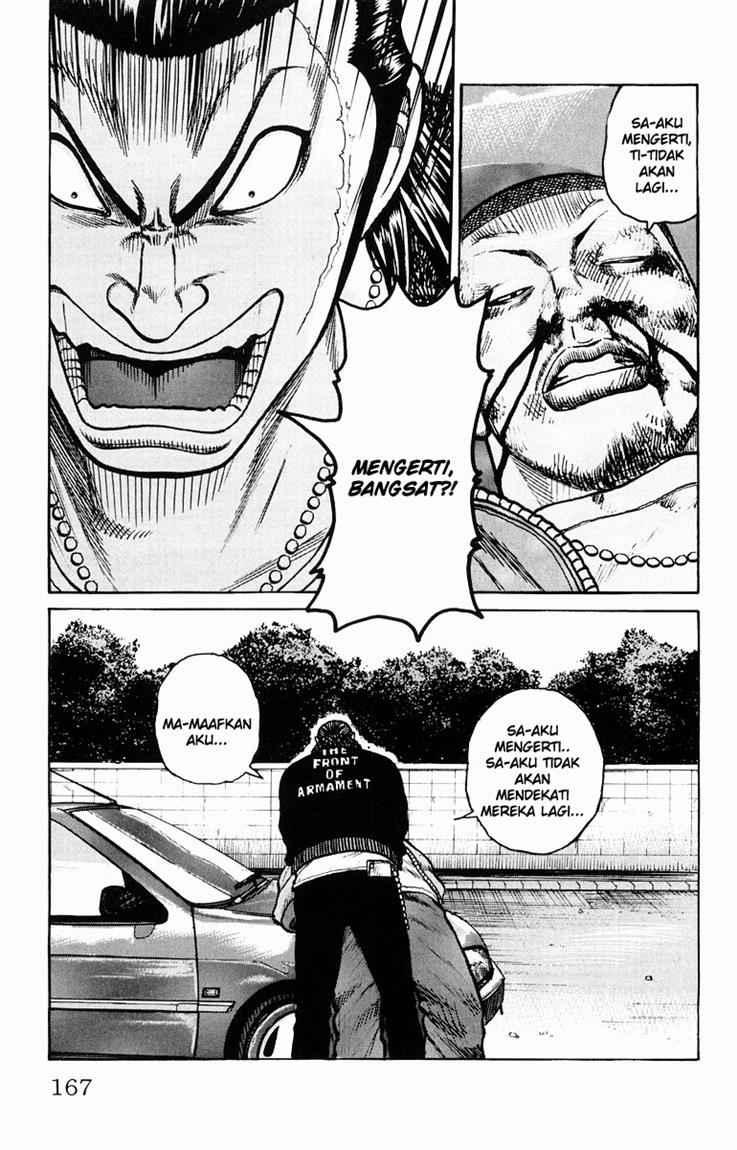 SA-AKU
MENGERTI,
TI-TIDAK
AKAN
LAGI...
MENGERTI,
BANGSAT?!
MA-MAAFKAN
AKU...
SA-AKU
MENGERTI..
SA-AKU TIDAK
AKAN
MENDEKATI
MEREKA LAGI...
THE
FRONT
OF
ARMAMENT
167